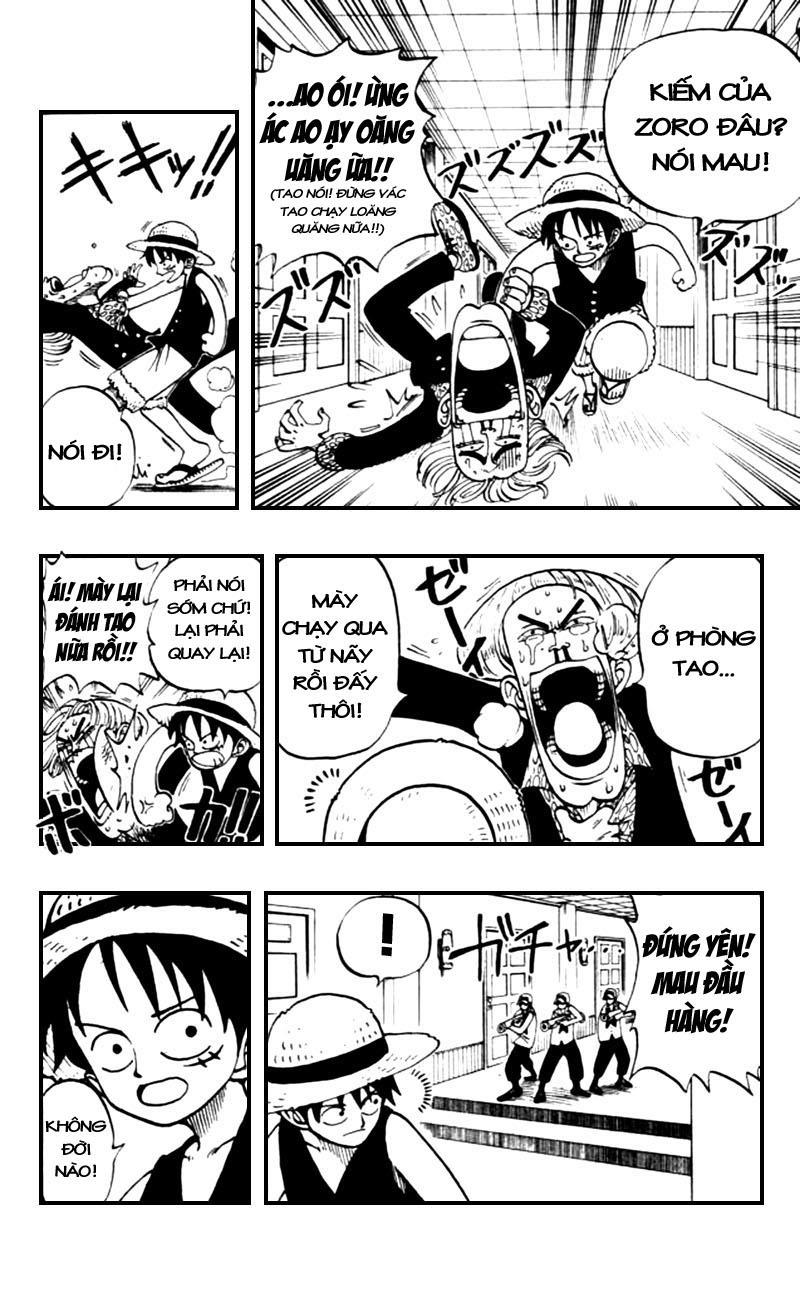 KIẾM CỦA
ZORO ĐÂU?
NÓI MAU!
...AO ÓI! ỪNG
ÁC AO ẠY OĂNG
UĂNG ỮA!!
(TAO NÓI! ĐỪNG VÁC
TAO CHẠY LOĂNG
QUĂNG NỮA!!)
ズズズズ
ズズ
ズズ
キキッ!!
NÓI ĐI!
Ở PHÒNG
TAO...
ゼーイ
MÀY
CHẠY QUA
TỪ NÃY
RỒI ĐẤY
THÔI!
ゼーイ
PHẢI NÓI
SỚM CHỨ!
LẠI PHẢI
QUAY LẠI!
ÁI! MÀY LẠI
ĐÁNH TAO
NỮA RỒI!!
ボカ!!
ĐỨNG YÊN!
MAU ĐẦU
HÀNG!
ガチャ
!
KHÔNG
ĐỜI
NÀO!